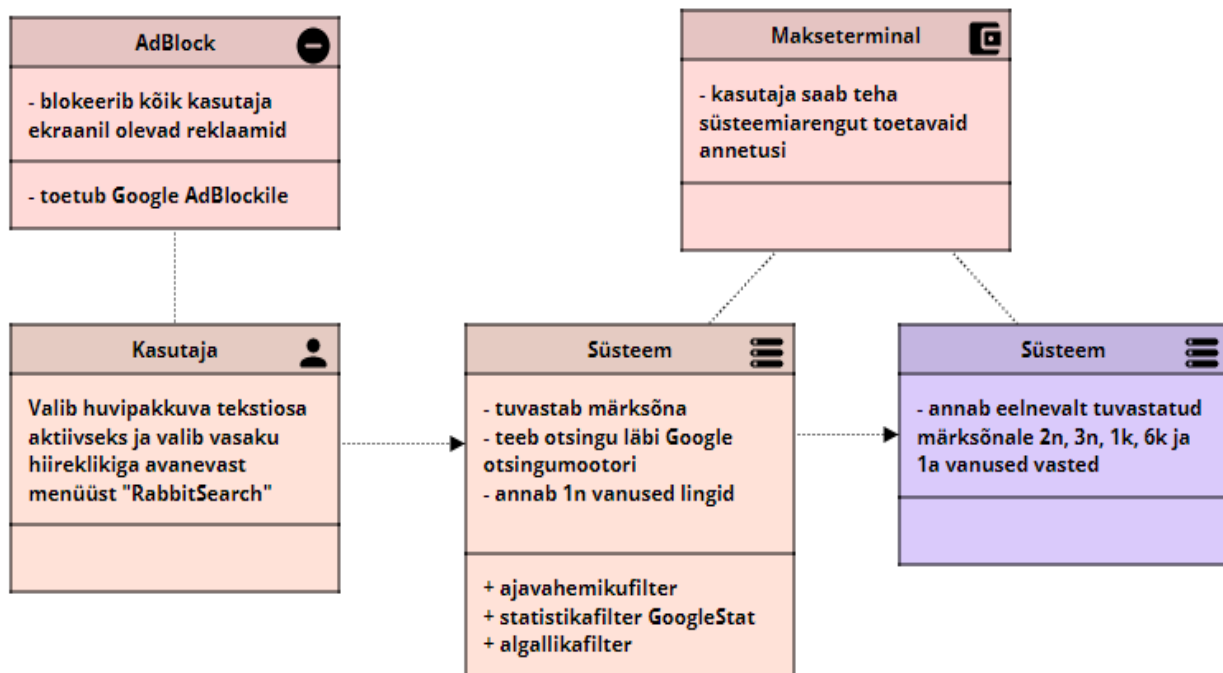 AdBlock
- blokeerib kõik kasutaja
ekraanil olevad reklaamid
- toetub Google AdBlockile
Makseterminal
- kasutaja saab teha
süsteemiarengut toetavaid
annetusi
Kasutaja
Valib huvipakkuva tekstiosa
aktiivseks ja valib vasaku
hiireklikiga avanevast
menüüst "RabbitSearch"
Süsteem
- tuvastab märksõna
- teeb otsingu läbi Google
otsingumootori
- annab 1n vanused lingid
+ ajavahemikufilter
+ statistikafilter GoogleStat
+ algallikafilter
Süsteem
- annab eelnevalt tuvastatud
märksõnale 2n, 3n, 1k, 6k ja
1a vanused vasted